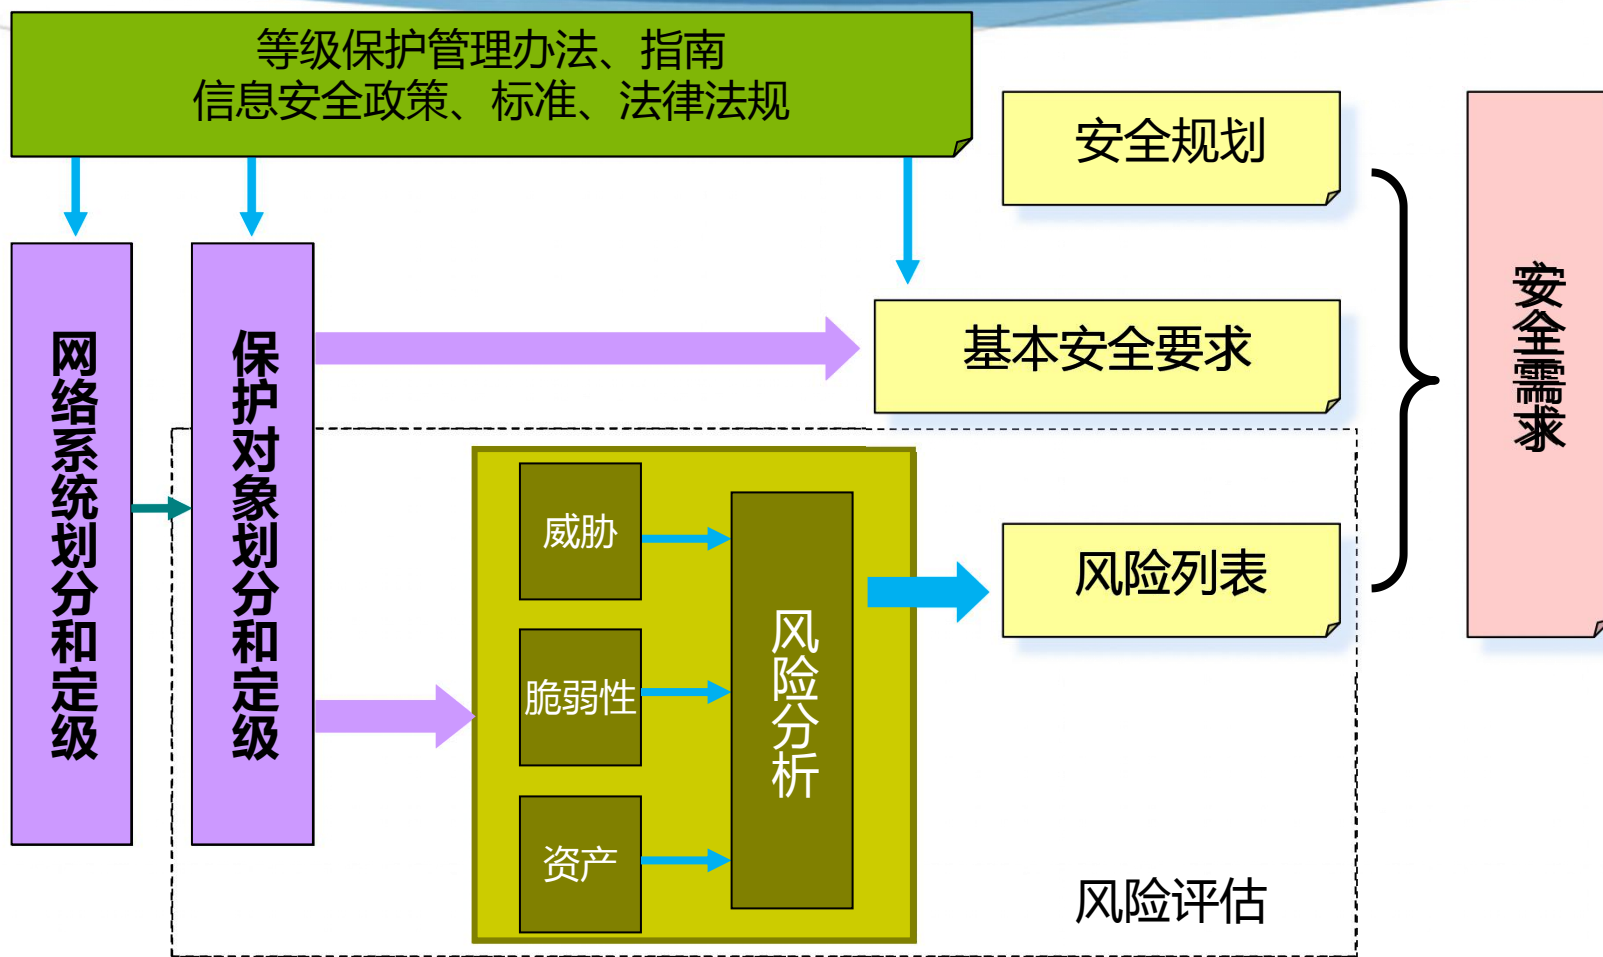 等级保护管理办法、指南
信息安全政策、标准、法律法规
安全规划
安全需求
网络系统划分和定级
保护对象划分和定级
基本安全要求
威胁
脆弱性
资产
风险分析
风险列表
风险评估